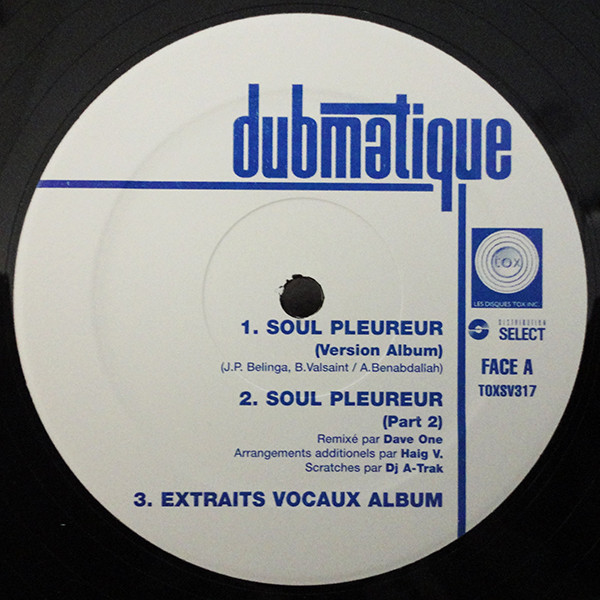 dubmatique
TOX
LES DISQUES TOX INC.
DISTRIBUTION
SELECT
FACE A
TOXSV317
1. SOUL PLEUREUR
(Version Album)
(J.P. Belinga, B.Valsaint / A.Benabdallah)
2. SOUL PLEUREUR
(Part 2)
Remixé par Dave One
Arrangements additionels par Haig V.
Scratches par Dj A-Trak
3. EXTRAITS VOCAUX ALBUM